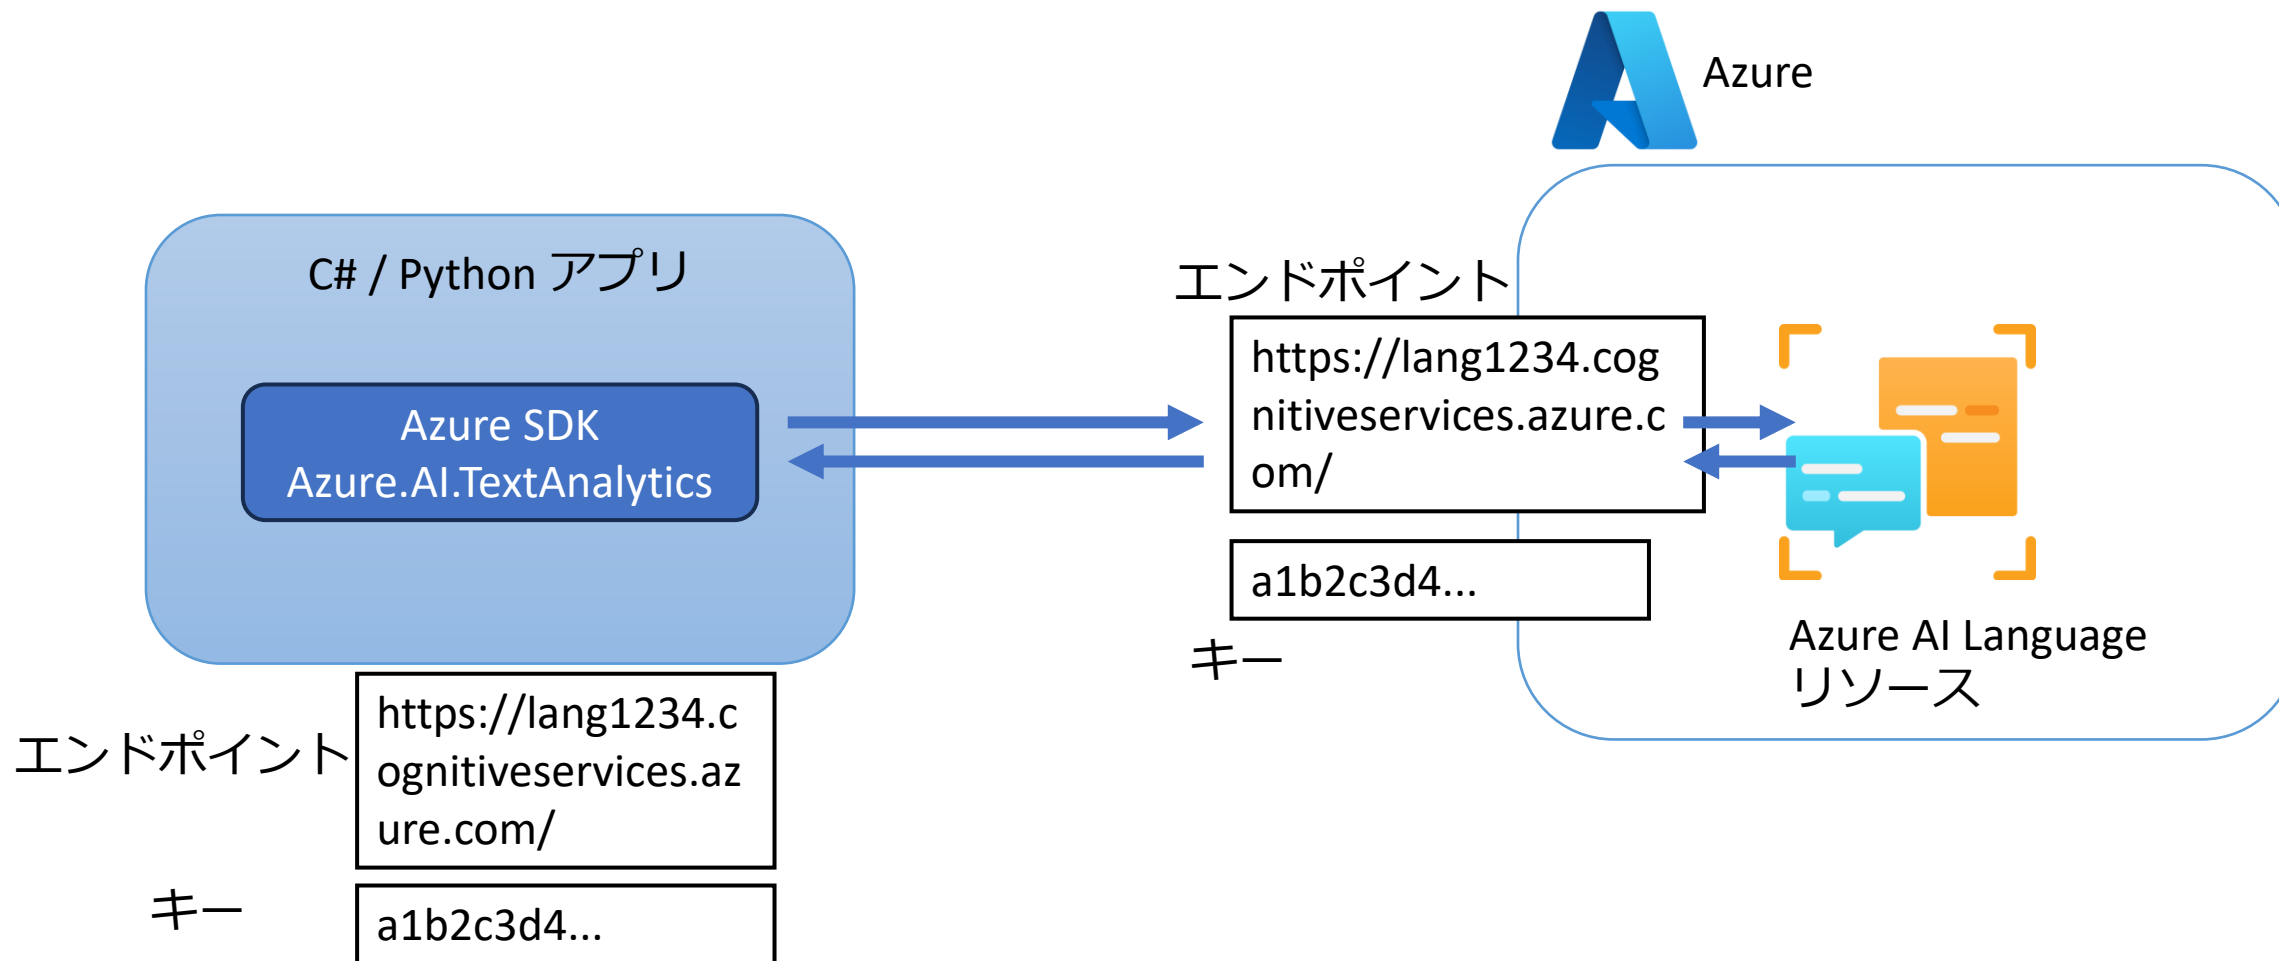 Azure
C# / Python アプリ
Azure SDK
Azure.AI.TextAnalytics
エンドポイント
https://lang1234.cog
nitiveservices.azure.c
om/
a1b2c3d4...
キー
Azure AI Language
リソース
エンドポイント
https://lang1234.c
ognitiveservices.az
ure.com/
キー
a1b2c3d4...